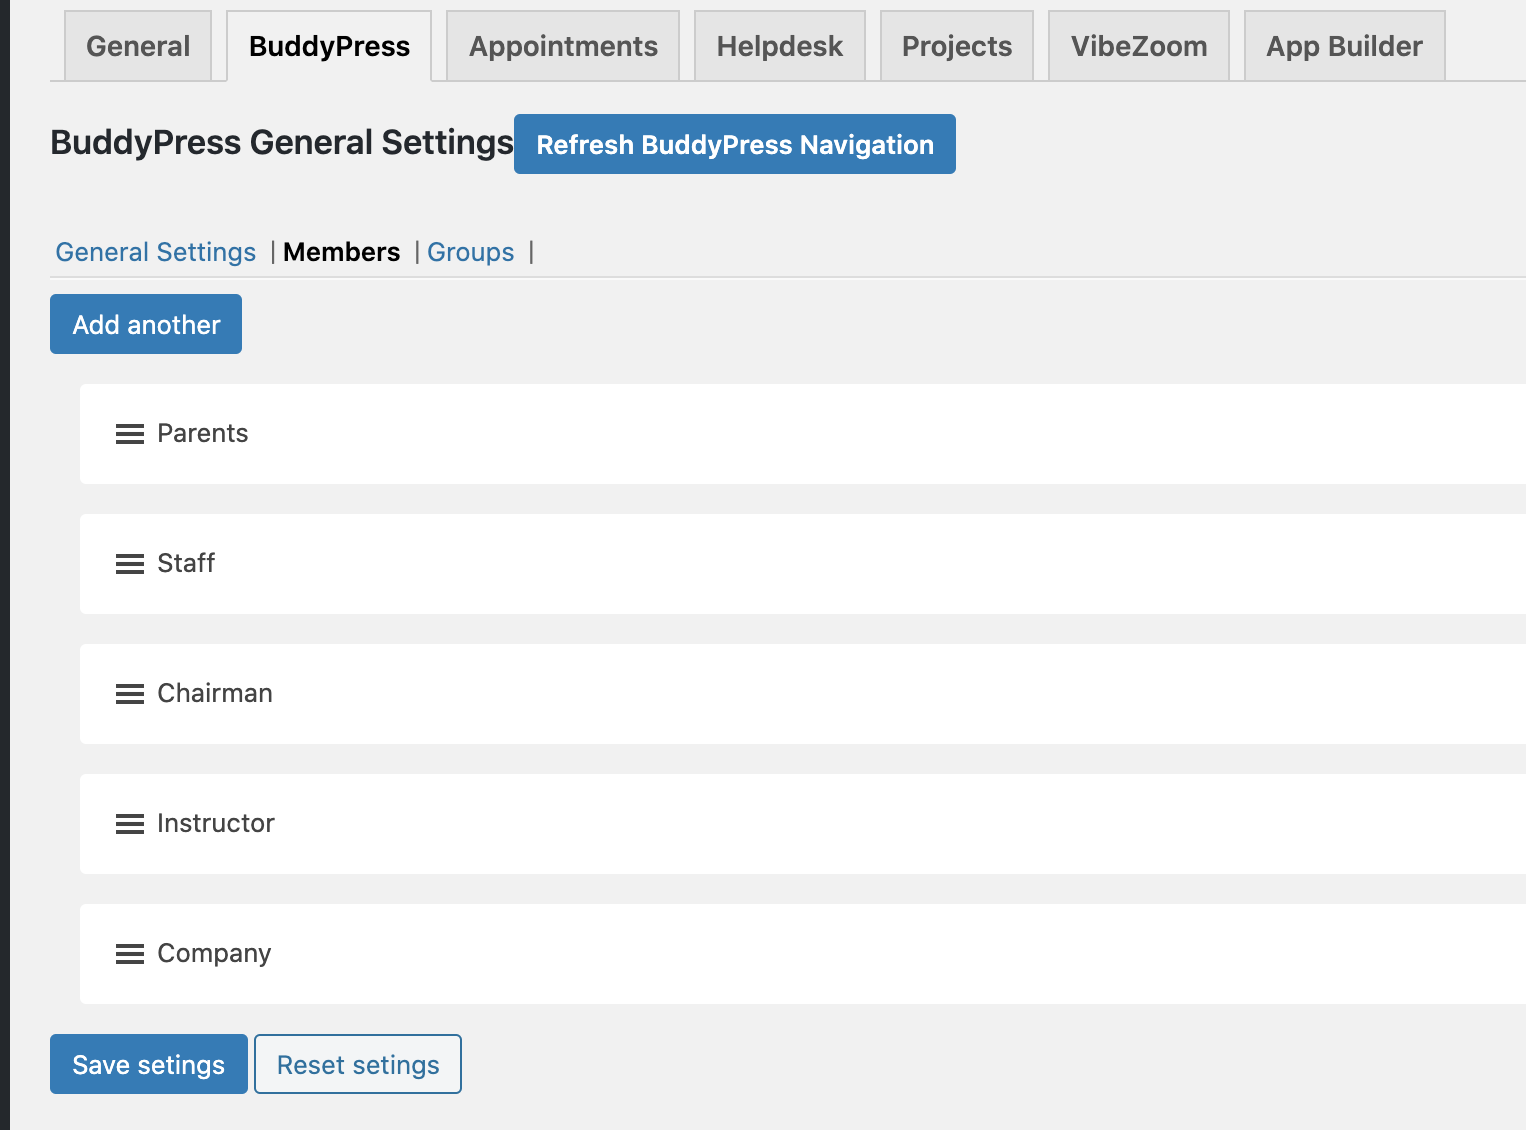 General BuddyPress Appointments Helpdesk Projects VibeZoom App Builder
BuddyPress General Settings Refresh BuddyPress Navigation
General Settings | Members | Groups |
Add another
Parents
Staff
Chairman
Instructor
Company
Save setings Reset setings